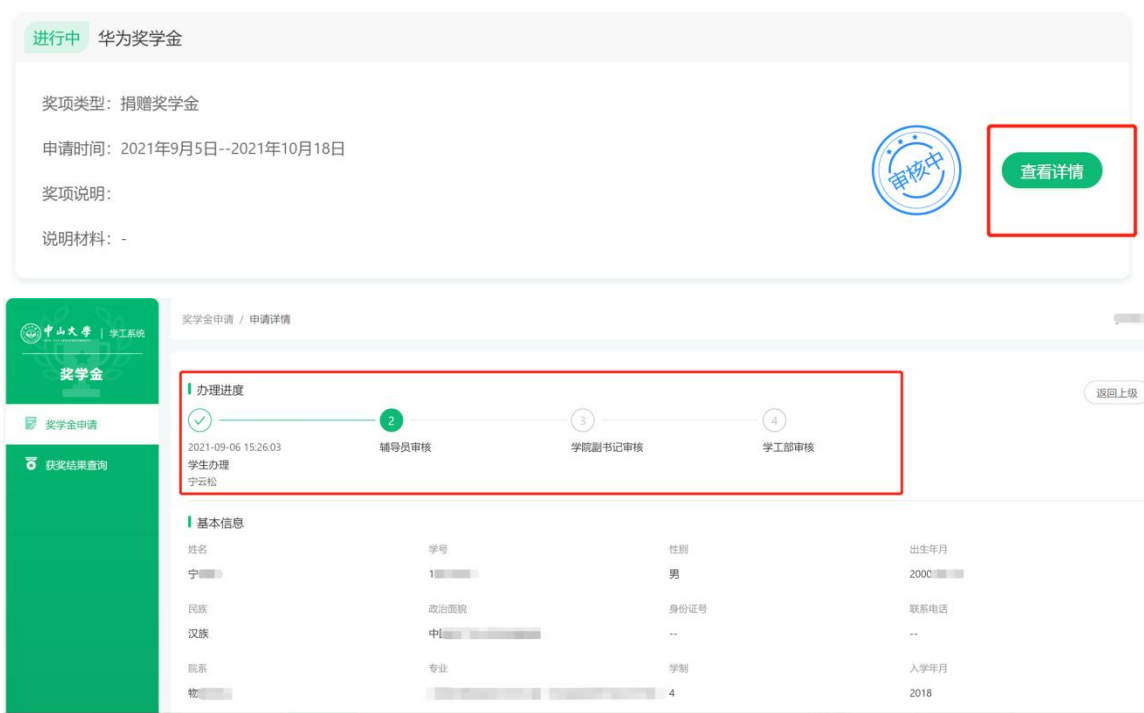 进行中 华为奖学金
奖项类型：捐赠奖学金
申请时间：2021年9月5日--2021年10月18日
奖项说明：
说明材料：-
审核中
查看详情
中山大学 | 学工系统
奖学金
奖学金申请
获奖结果查询
奖学金申请 / 申请详情
返回上级
办理进度
2 3 4
2021-09-06 15:26:03 辅导员审核 学院副书记审核 学工部审核
学生办理
宁云松
基本信息
姓名 学号 性别 出生年月
宁 1 男 2000
民族 政治面貌 身份证号 联系电话
汉族 中 -- --
院系 专业 学制 入学年月
物 4 2018